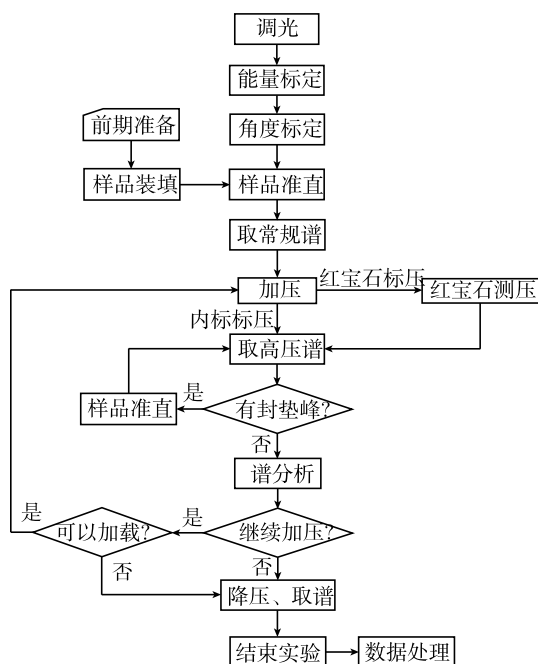 调光
能量标定
前期准备
角度标定
样品装填
样品准直
取常规谱
加压
红宝石标压
红宝石测压
内标标压
取高压谱
是
样品准直
有封垫峰?
否
谱分析
是
可以加载?
是
继续加压?
否
否
降压、取谱
结束实验
数据处理